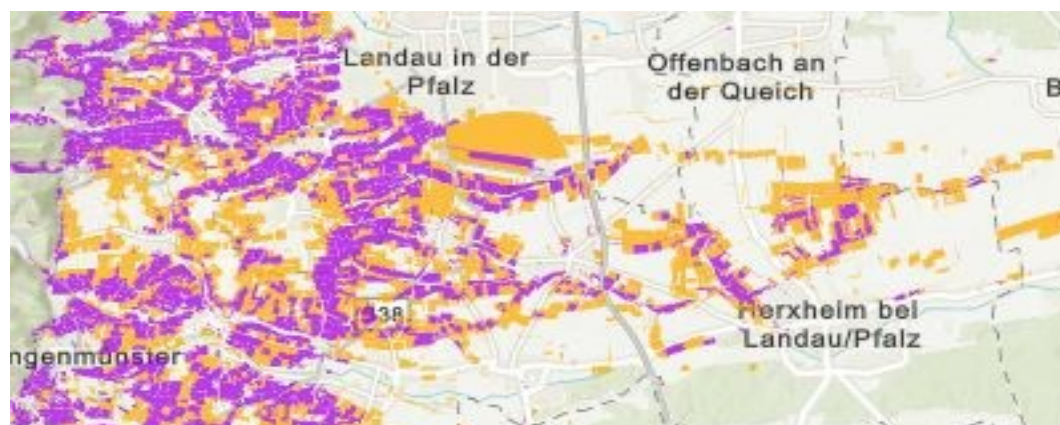 Landau in der
Pfalz
Offenbach an
der Queich
B
38
Herxheim bei
Landau/Pfalz
ngenmünster